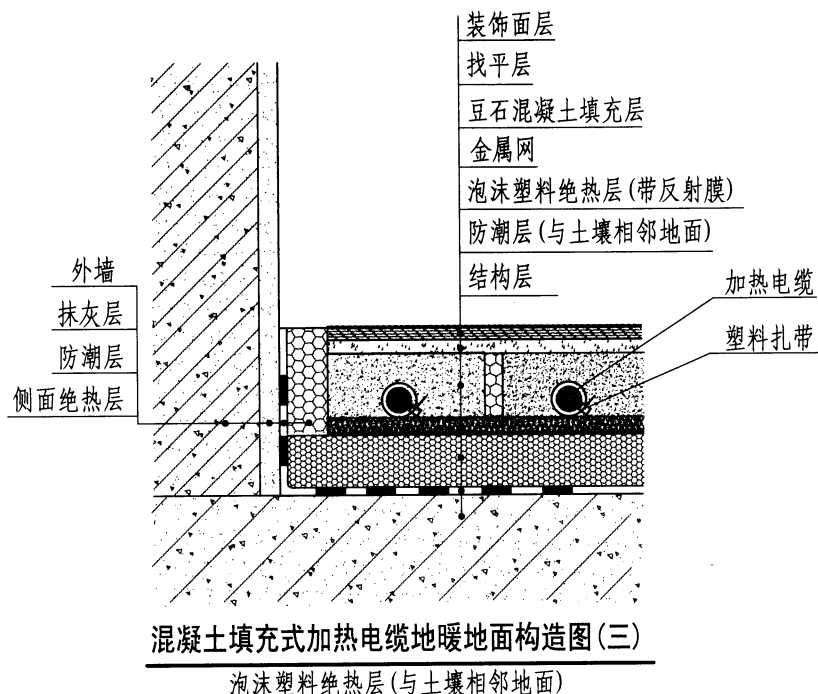 装饰面层
找平层
豆石混凝土填充层
金属网
泡沫塑料绝热层(带反射膜)
防潮层(与土壤相邻地面)
结构层
外墙
抹灰层
防潮层
侧面绝热层
加热电缆
塑料扎带
混凝土填充式加热电缆地暖地面构造图(三)
泡沫塑料绝热层(与土壤相邻地面)